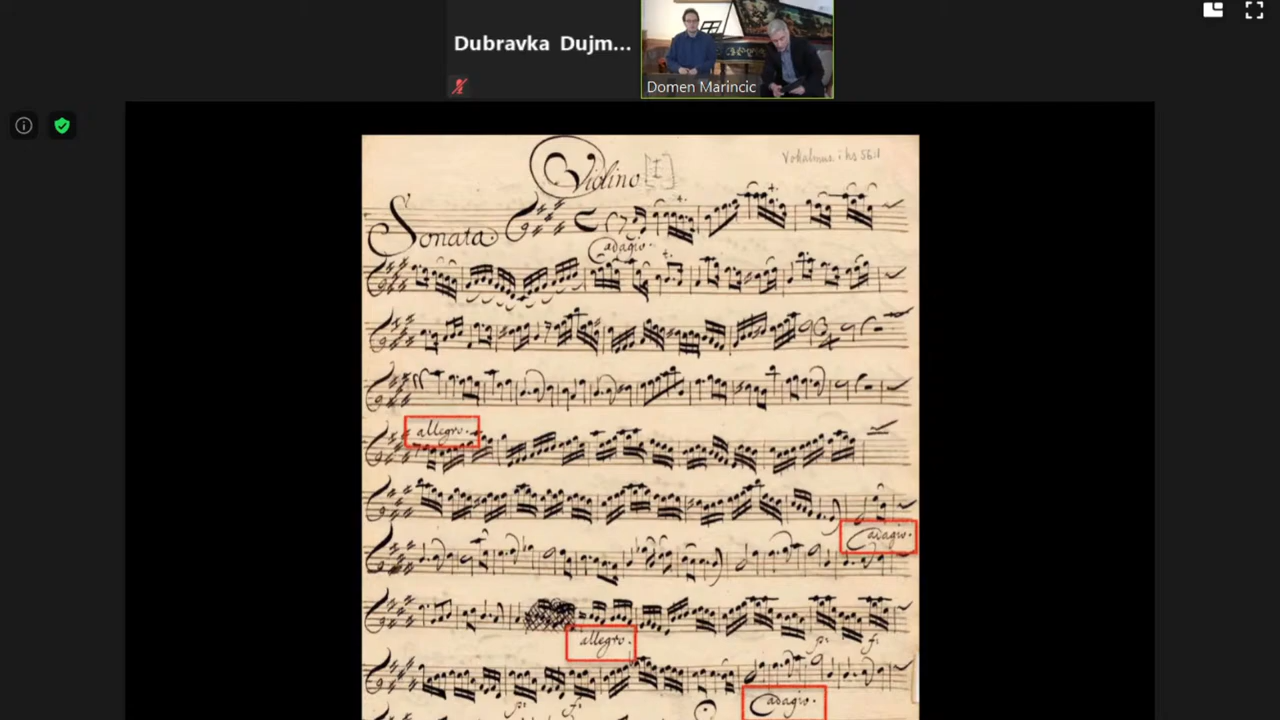 Dubravka Dujm...
Domen Marincic
Violino [I]
Sonata
adagio.
allegro.
adagio.
allegro.
p: f:
p: f:
adagio.